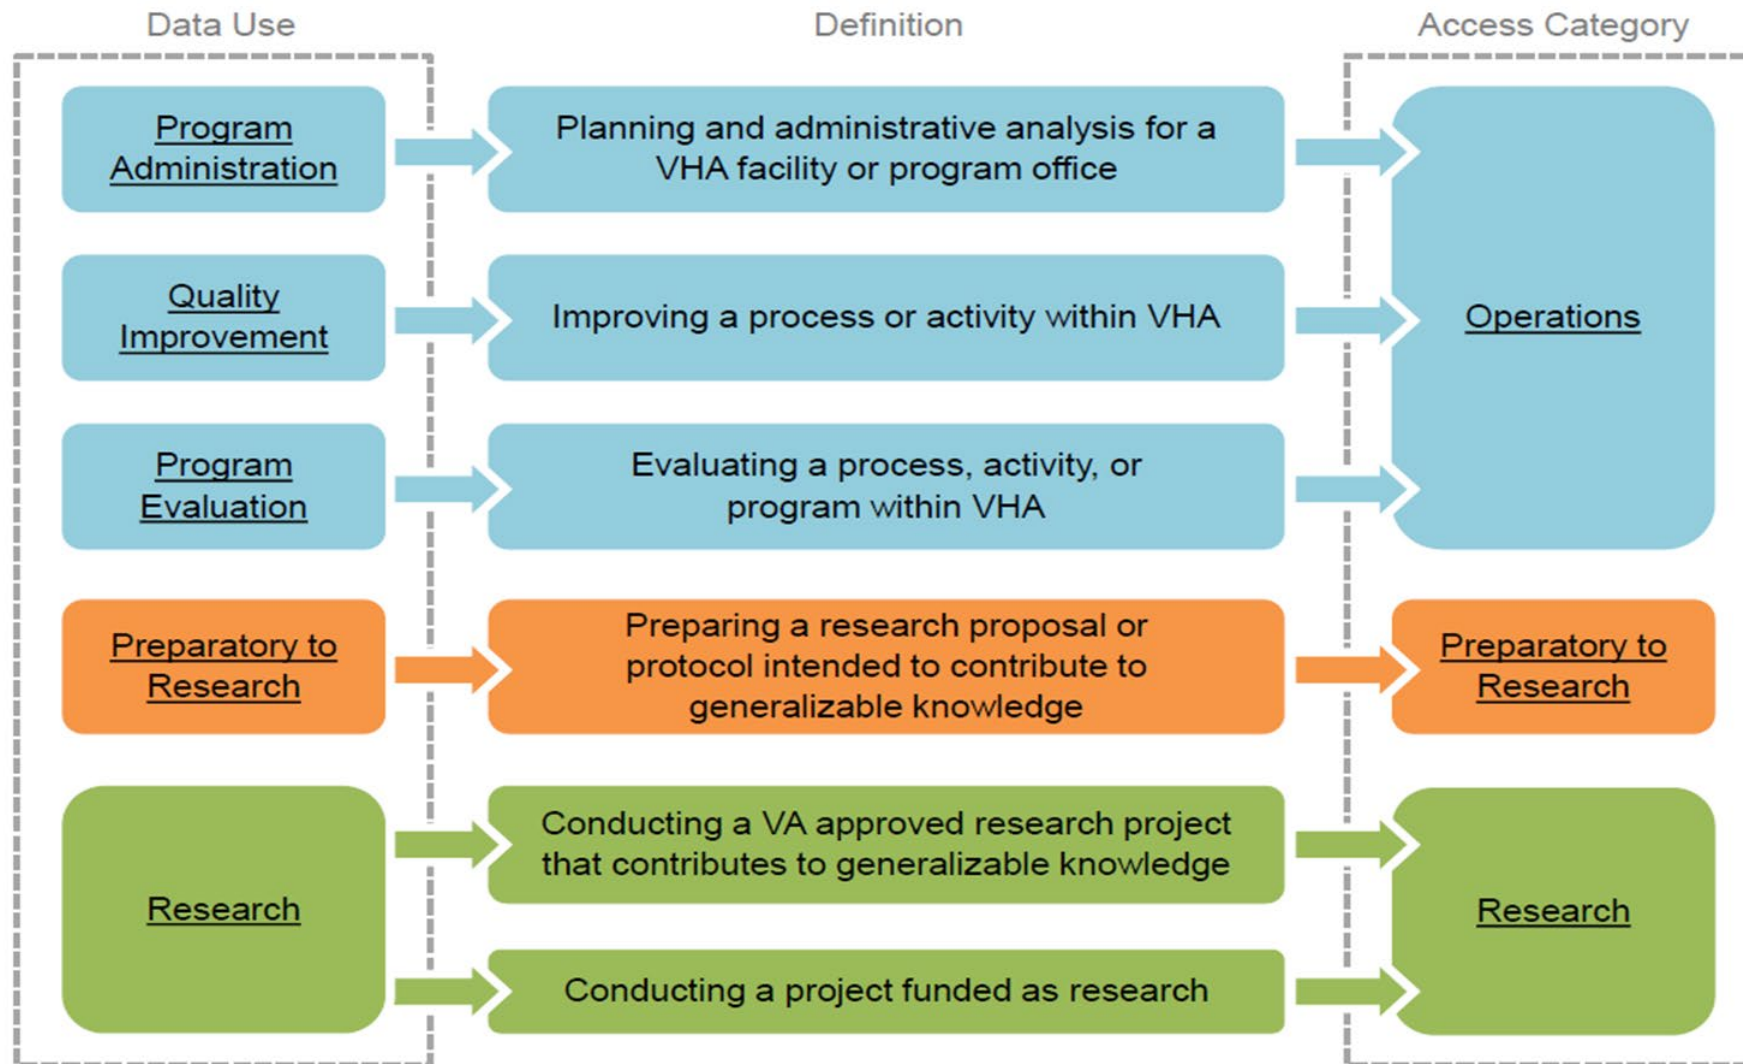 Data Use
Definition
Access Category
Program
Administration
Planning and administrative analysis for a
VHA facility or program office
Quality
Improvement
Improving a process or activity within VHA
Operations
Program
Evaluation
Evaluating a process, activity, or
program within VHA
Preparatory to
Research
Preparing a research proposal or
protocol intended to contribute to
generalizable knowledge
Preparatory to
Research
Research
Conducting a VA approved research project
that contributes to generalizable knowledge
Conducting a project funded as research
Research